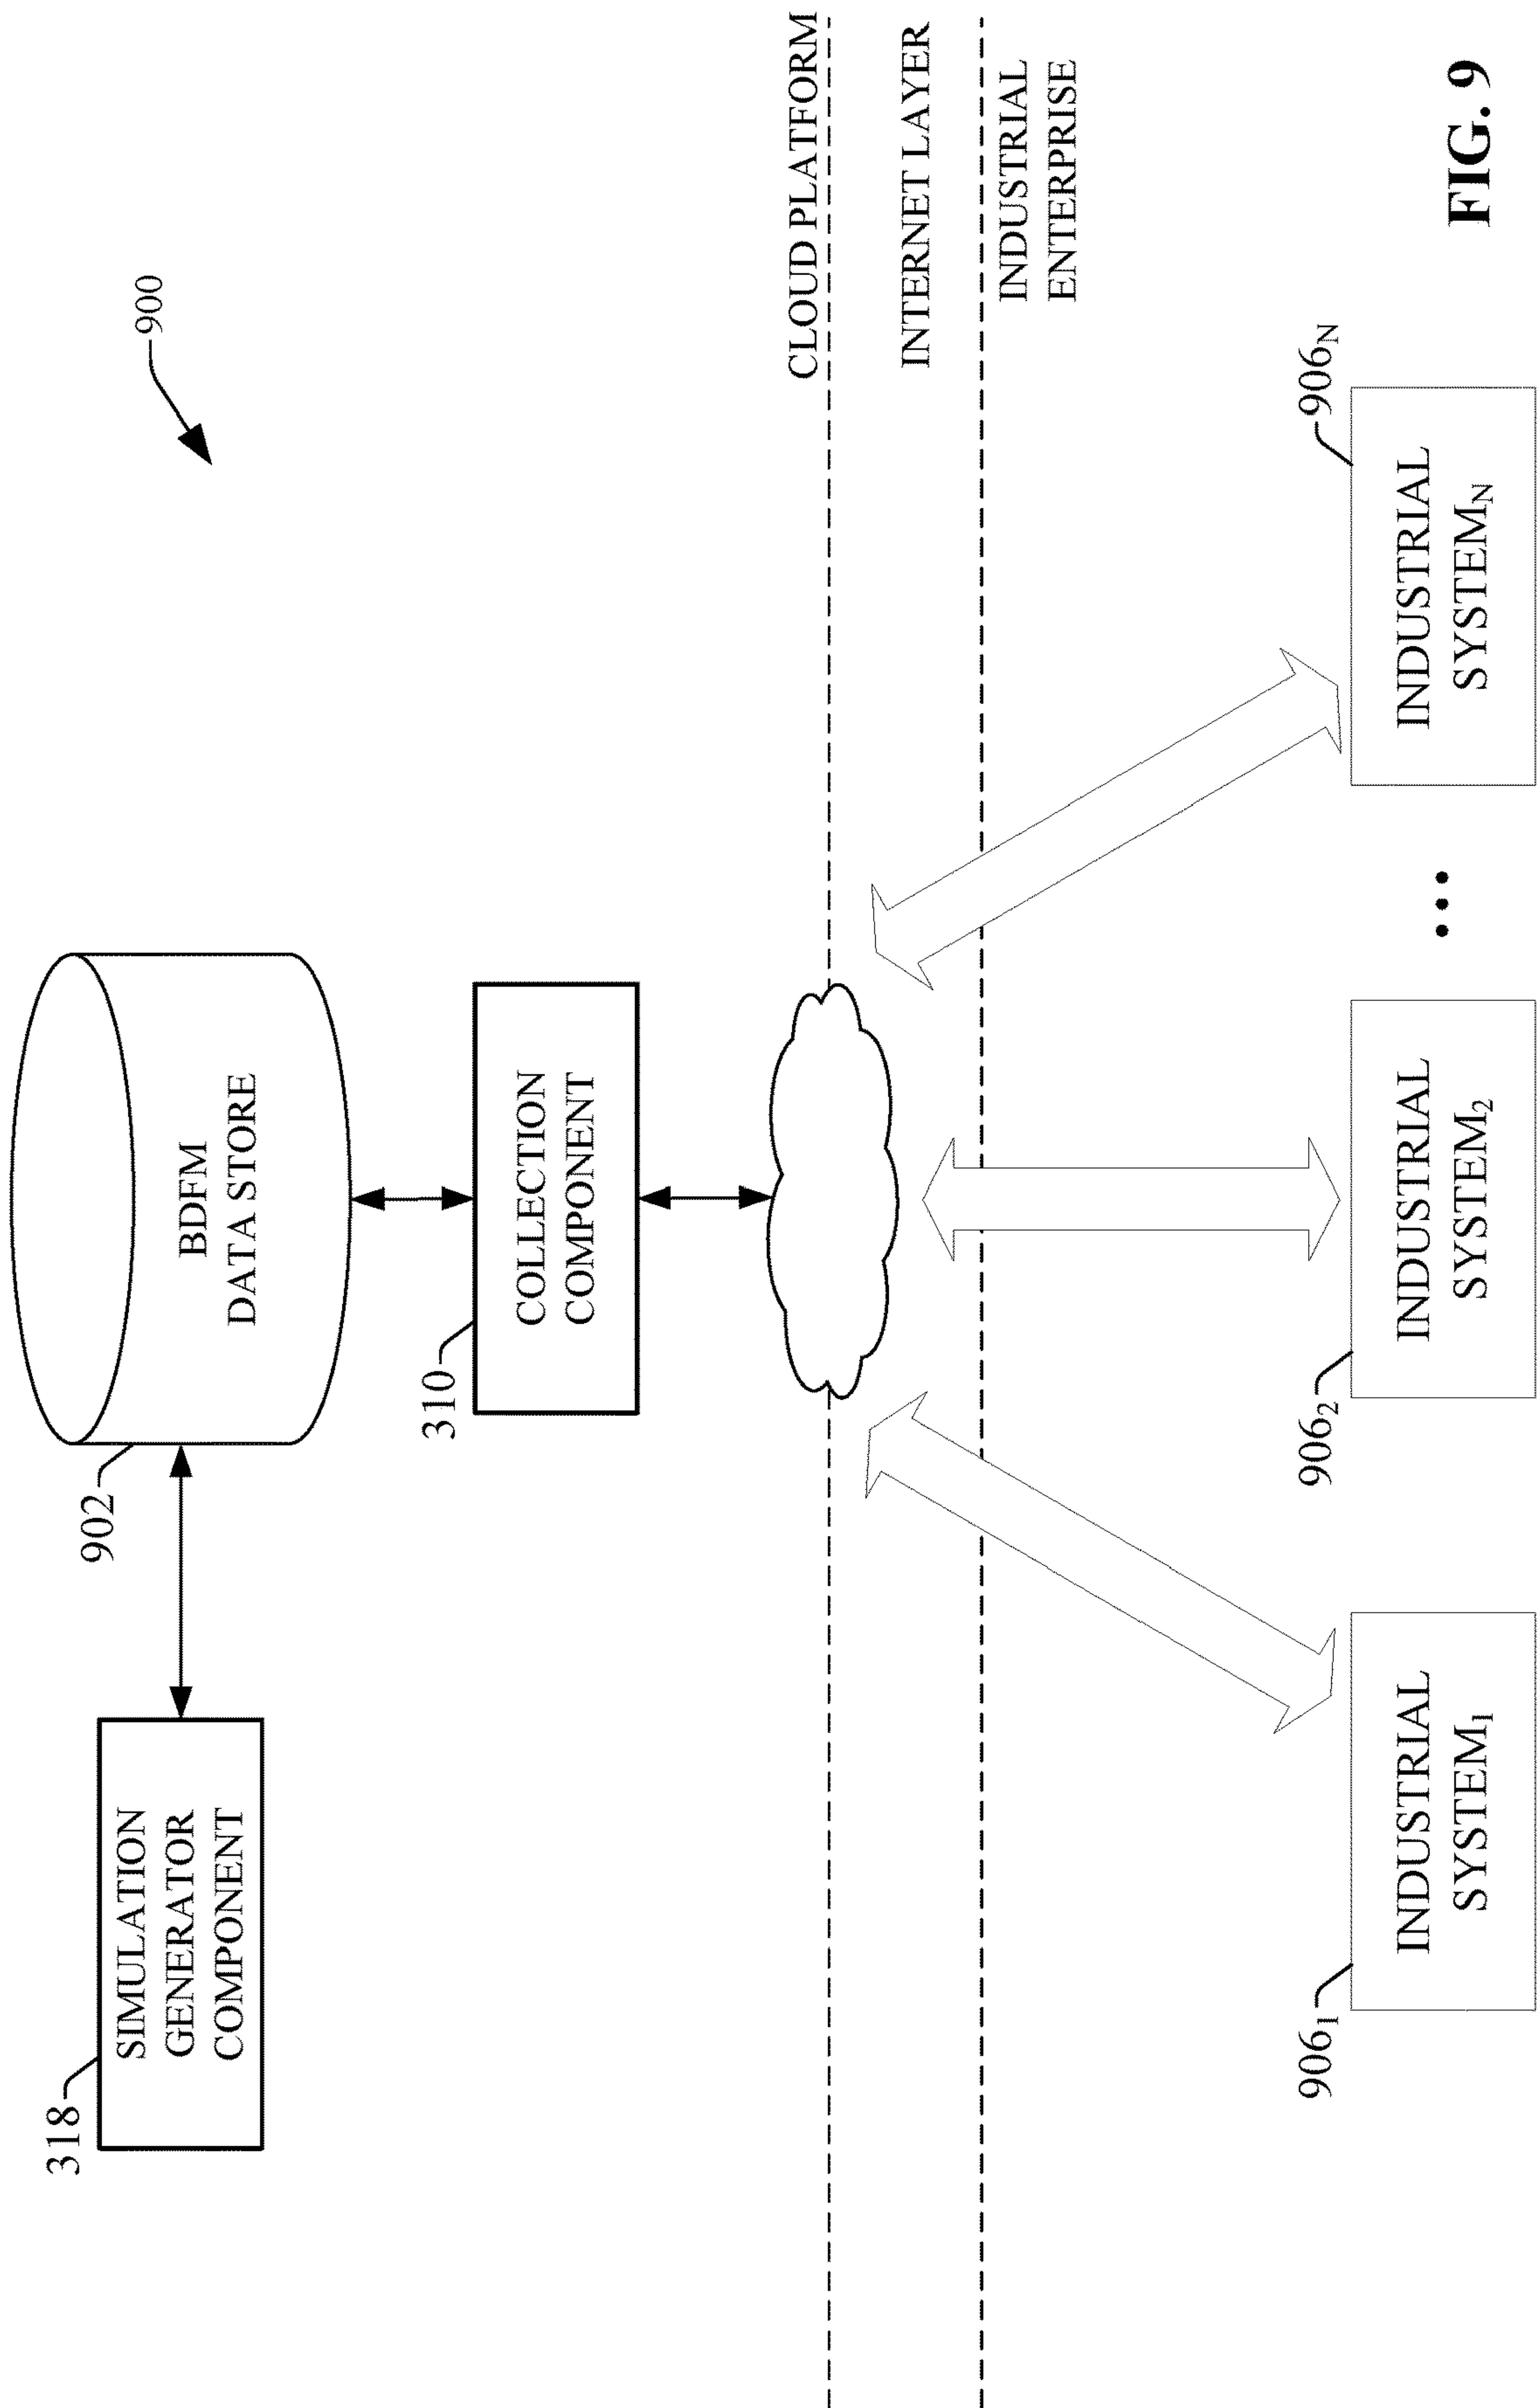 900
318
SIMULATION
GENERATOR
COMPONENT
902
BDFM
DATA STORE
310
COLLECTION
COMPONENT
CLOUD PLATFORM
INTERNET LAYER
INDUSTRIAL
ENTERPRISE
906₁
INDUSTRIAL
SYSTEM₁
906₂
INDUSTRIAL
SYSTEM₂
...
906N
INDUSTRIAL
SYSTEMN
FIG. 9